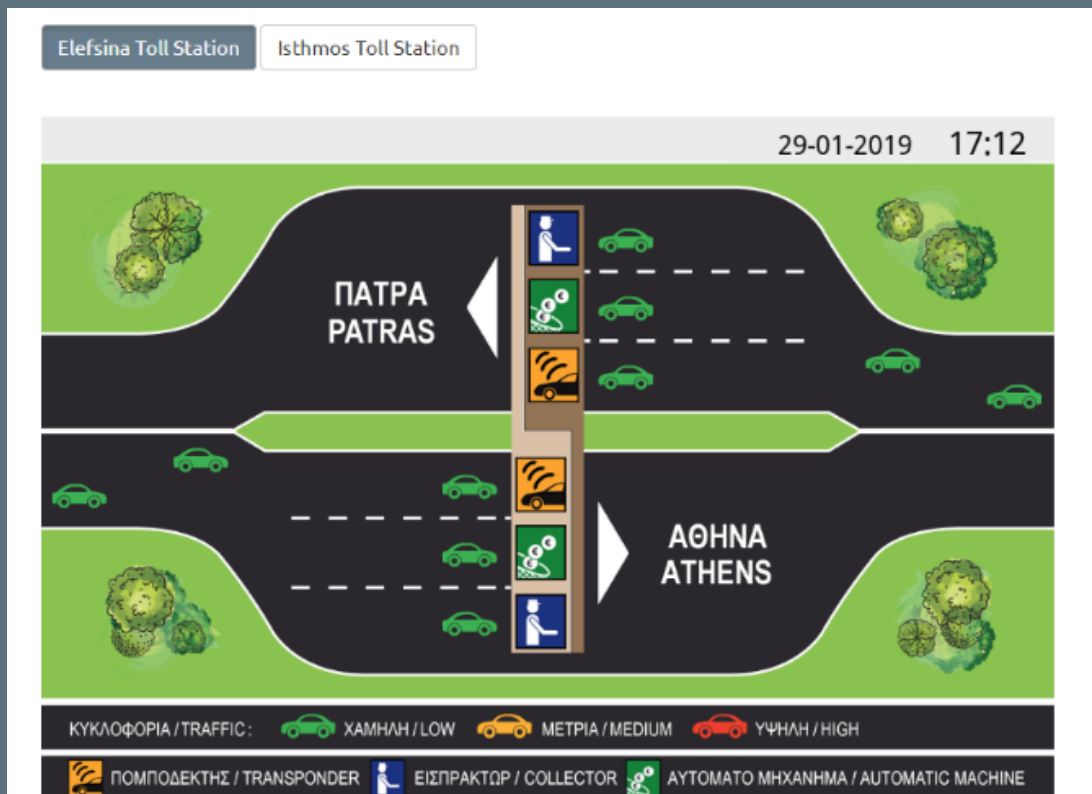 Elefsina Toll Station
Isthmos Toll Station
29-01-2019 17:12
ΠΑΤΡΑ
PATRAS
ΑΘΗΝΑ
ATHENS
ΚΥΚΛΟΦΟΡΙΑ / TRAFFIC : ΧΑΜΗΛΗ / LOW ΜΕΤΡΙΑ / MEDIUM ΥΨΗΛΗ / HIGH
ΠΟΜΠΟΔΕΚΤΗΣ / TRANSPONDER ΕΙΣΠΡΑΚΤΩΡ / COLLECTOR ΑΥΤΟΜΑΤΟ ΜΗΧΑΝΗΜΑ / AUTOMATIC MACHINE